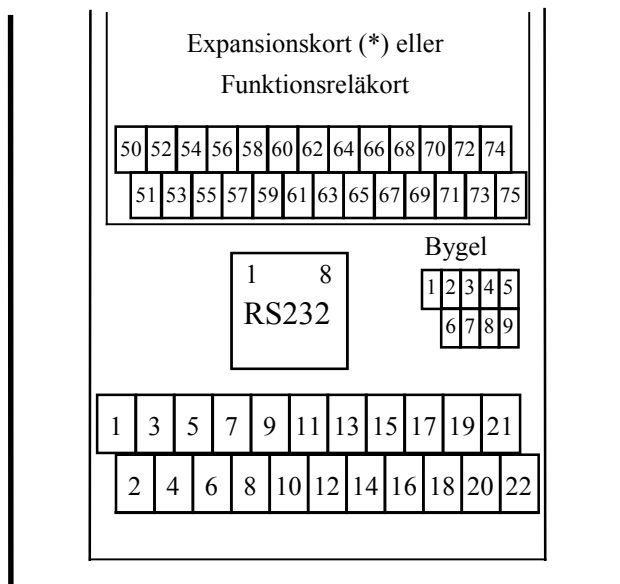 Expansionskort (*) eller
Funktionsreläkort
50 52 54 56 58 60 62 64 66 68 70 72 74
51 53 55 57 59 61 63 65 67 69 71 73 75
Bygel
1 2 3 4 5
6 7 8 9
1 8
RS232
1 3 5 7 9 11 13 15 17 19 21
2 4 6 8 10 12 14 16 18 20 22